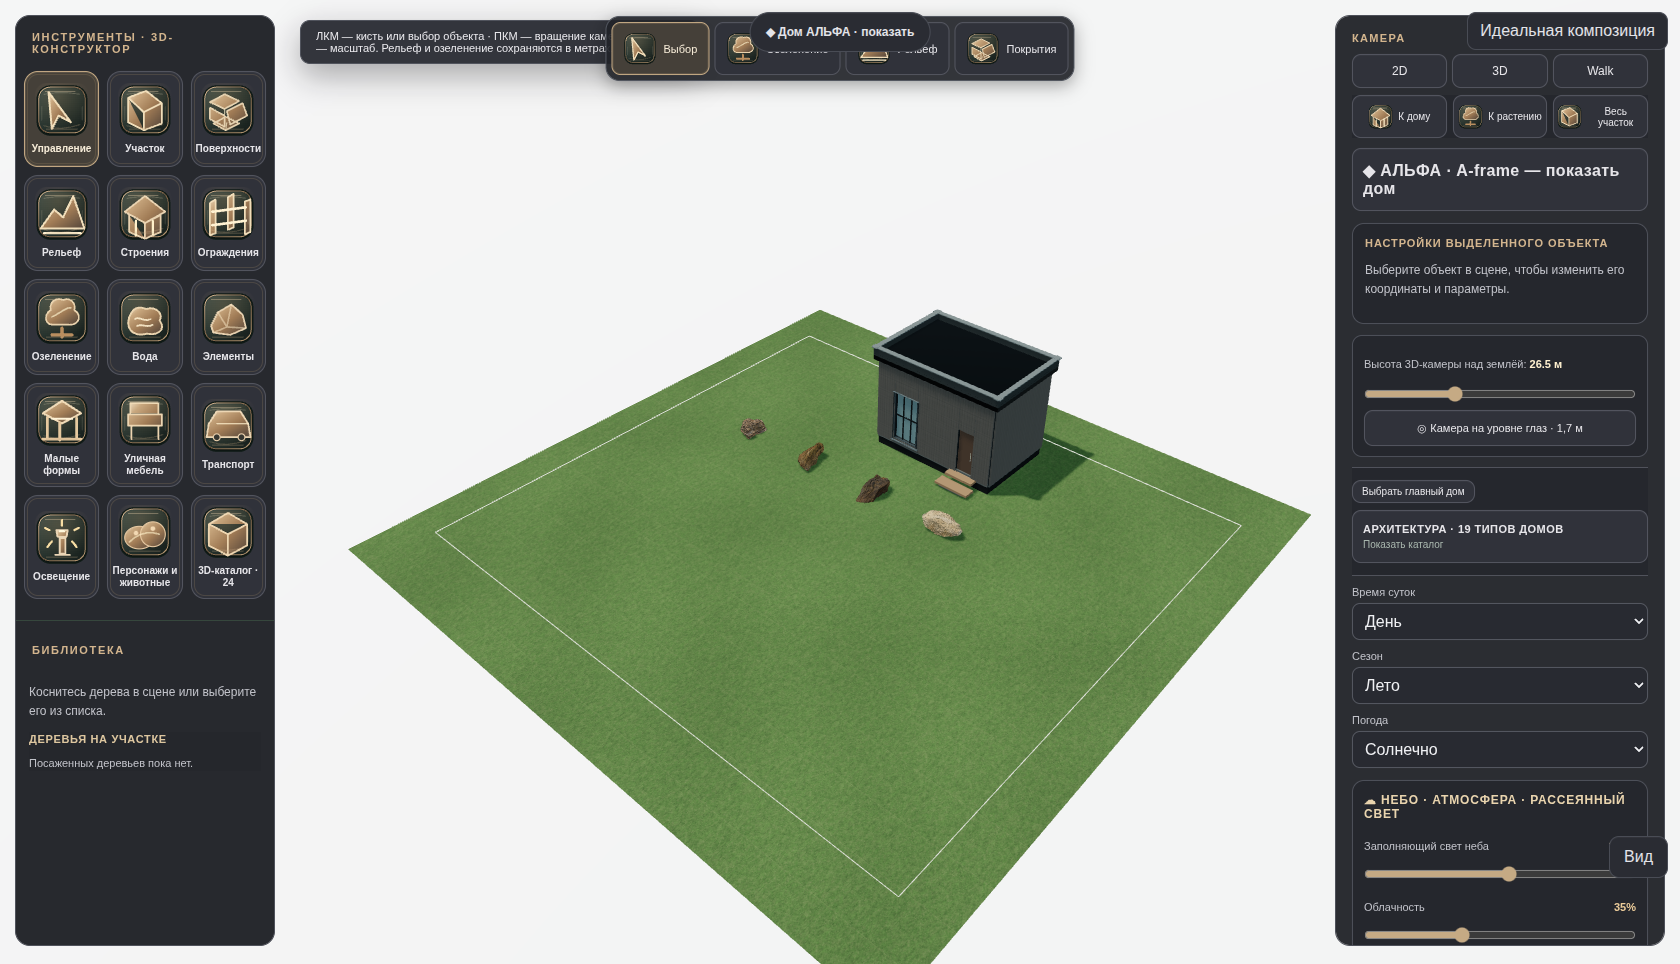 ИНСТРУМЕНТЫ · 3D-
КОНСТРУКТОР
Управление
Участок
Поверхности
Рельеф
Строения
Ограждения
Озеленение
Вода
Элементы
Малые
формы
Уличная
мебель
Транспорт
Освещение
Персонажи и
животные
3D-каталог ·
24
БИБЛИОТЕКА
Коснитесь дерева в сцене или выберите
его из списка.
ДЕРЕВЬЯ НА УЧАСТКЕ
Посаженных деревьев пока нет.
ЛКМ — кисть или выбор объекта · ПКМ — вращение
— масштаб. Рельеф и озеленение сохраняются в
Выбор
◆ Дом АЛЬФА · показать
Покрытия
Идеальная композиция
КАМЕРА
2D
3D
Walk
К дому
К растению
Весь
участок
◆ АЛЬФА · A-frame — показать
дом
НАСТРОЙКИ ВЫДЕЛЕННОГО ОБЪЕКТА
Выберите объект в сцене, чтобы изменить его
координаты и параметры.
Высота 3D-камеры над землёй: 26.5 м
◎ Камера на уровне глаз · 1,7 м
Выбрать главный дом
АРХИТЕКТУРА · 19 ТИПОВ ДОМОВ
Показать каталог
Время суток
День
Сезон
Лето
Погода
Солнечно
☁ НЕБО · АТМОСФЕРА · РАССЕЯННЫЙ
СВЕТ
Заполняющий свет неба
Вид
Облачность
35%